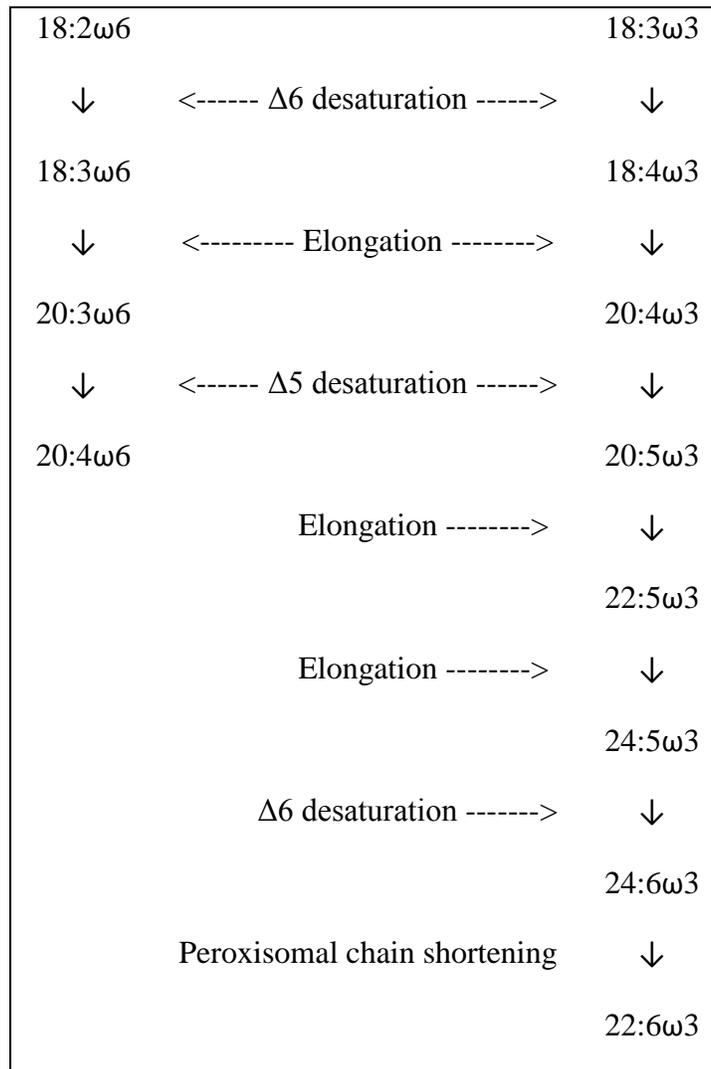 18:2ω6 18:3ω3
↓ <------ Δ6 desaturation ------> ↓
18:3ω6 18:4ω3
↓ <--------- Elongation --------> ↓
20:3ω6 20:4ω3
↓ <------ Δ5 desaturation ------> ↓
20:4ω6 20:5ω3
Elongation --------> ↓
22:5ω3
Elongation --------> ↓
24:5ω3
Δ6 desaturation -------> ↓
24:6ω3
Peroxisomal chain shortening ↓
22:6ω3